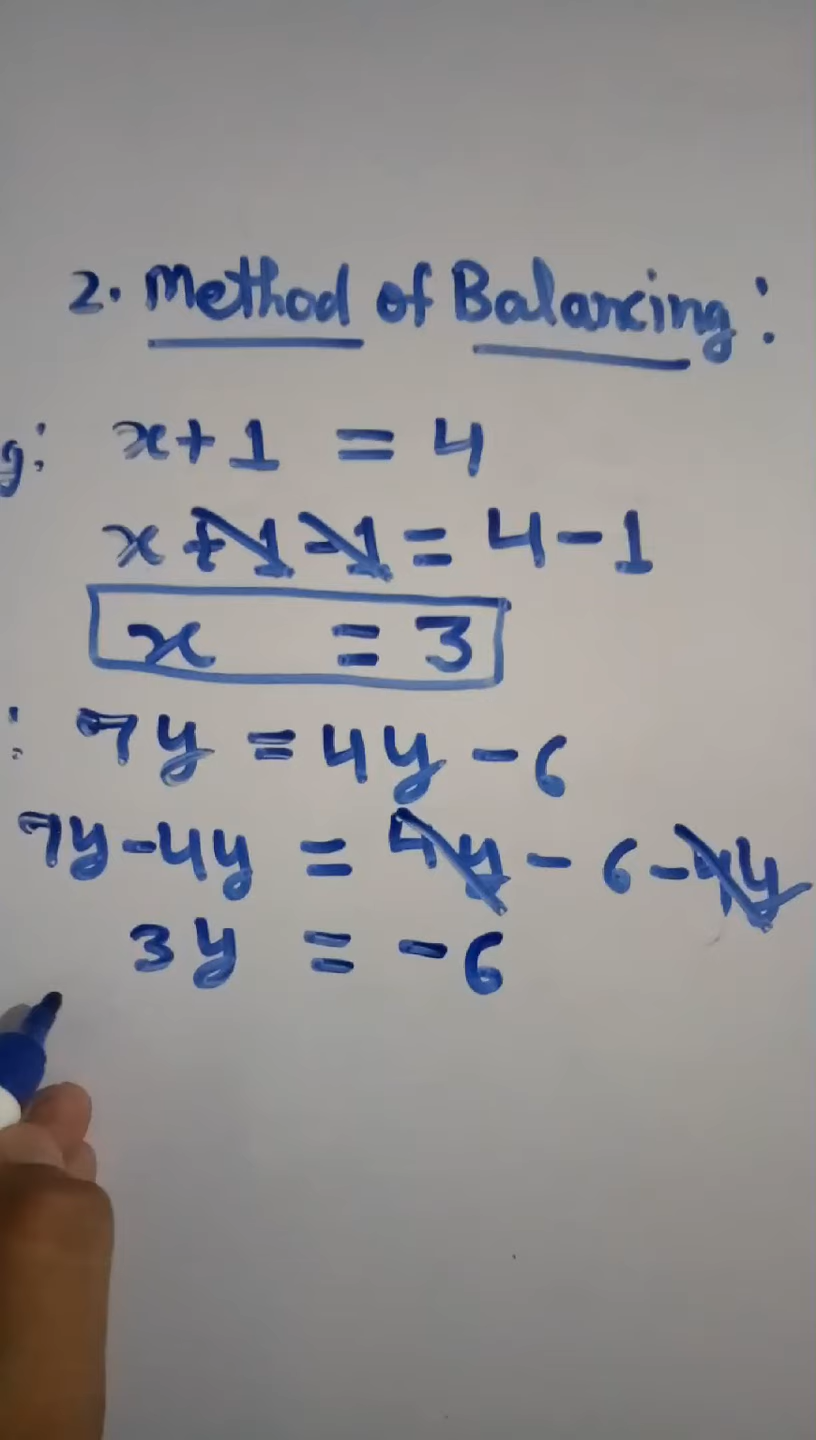 2. Method of Balancing:
g: x+1 = 4
x+1-1 = 4-1
x = 3
: 7y = 4y - 6
7y-4y = 4y - 6 - 4y
3y = -6